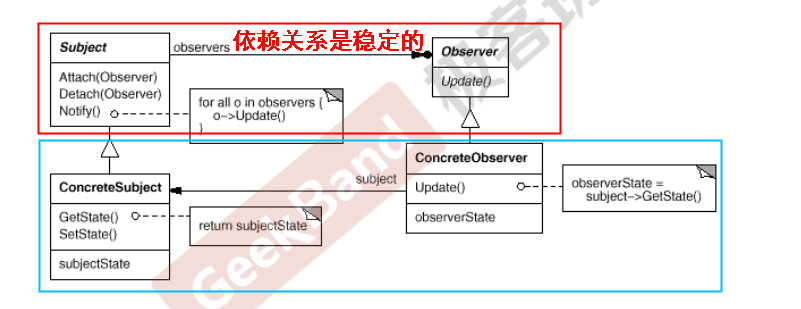 Subject
observers
依赖关系是稳定的
Observer
Attach(Observer)
Detach(Observer)
Notify()
Update()
for all o in observers {
o->Update()
}
ConcreteSubject
ConcreteObserver
subject
GetState()
SetState()
return subjectState
Update()
observerState =
subject->GetState()
subjectState
observerState
GeekBand 极客班